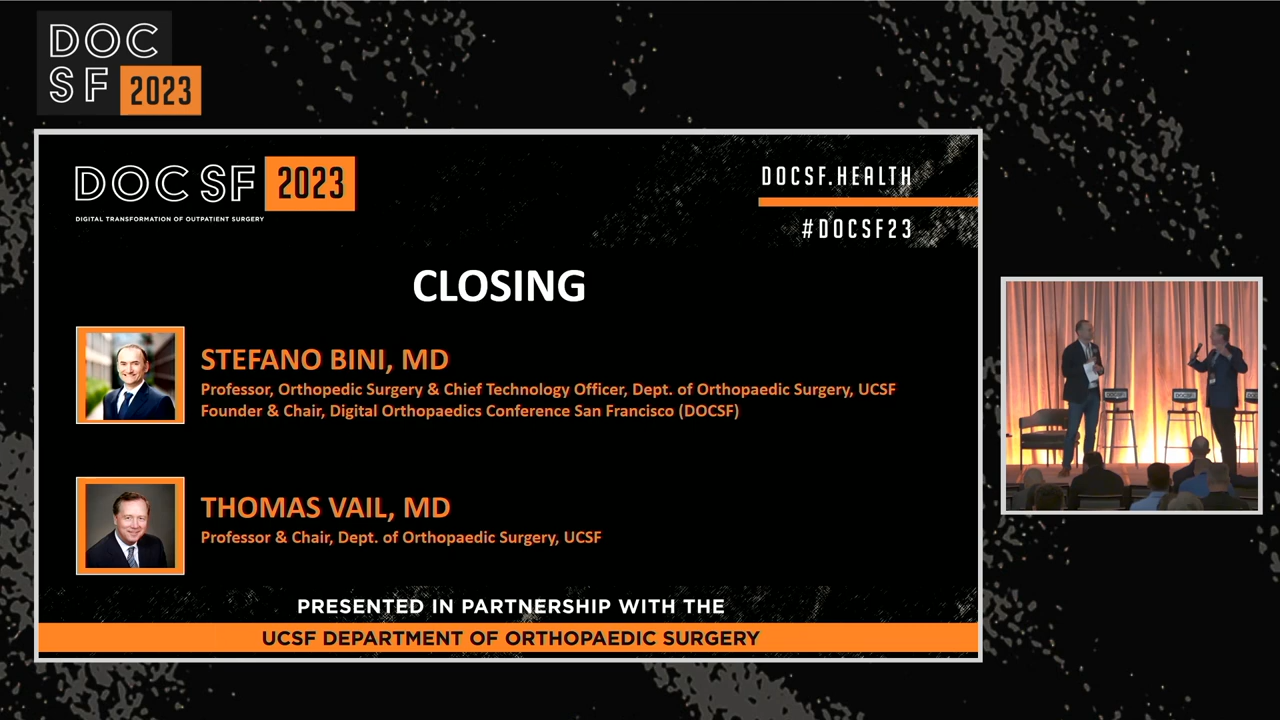 DOC
SF 2023
DOC SF 2023
DIGITAL TRANSFORMATION OF OUTPATIENT SURGERY
DOCSF.HEALTH
#DOCSF23
CLOSING
STEFANO BINI, MD
Professor, Orthopedic Surgery & Chief Technology Officer, Dept. of Orthopaedic Surgery, UCSF
Founder & Chair, Digital Orthopaedics Conference San Francisco (DOCSF)
THOMAS VAIL, MD
Professor & Chair, Dept. of Orthopaedic Surgery, UCSF
PRESENTED IN PARTNERSHIP WITH THE
UCSF DEPARTMENT OF ORTHOPAEDIC SURGERY